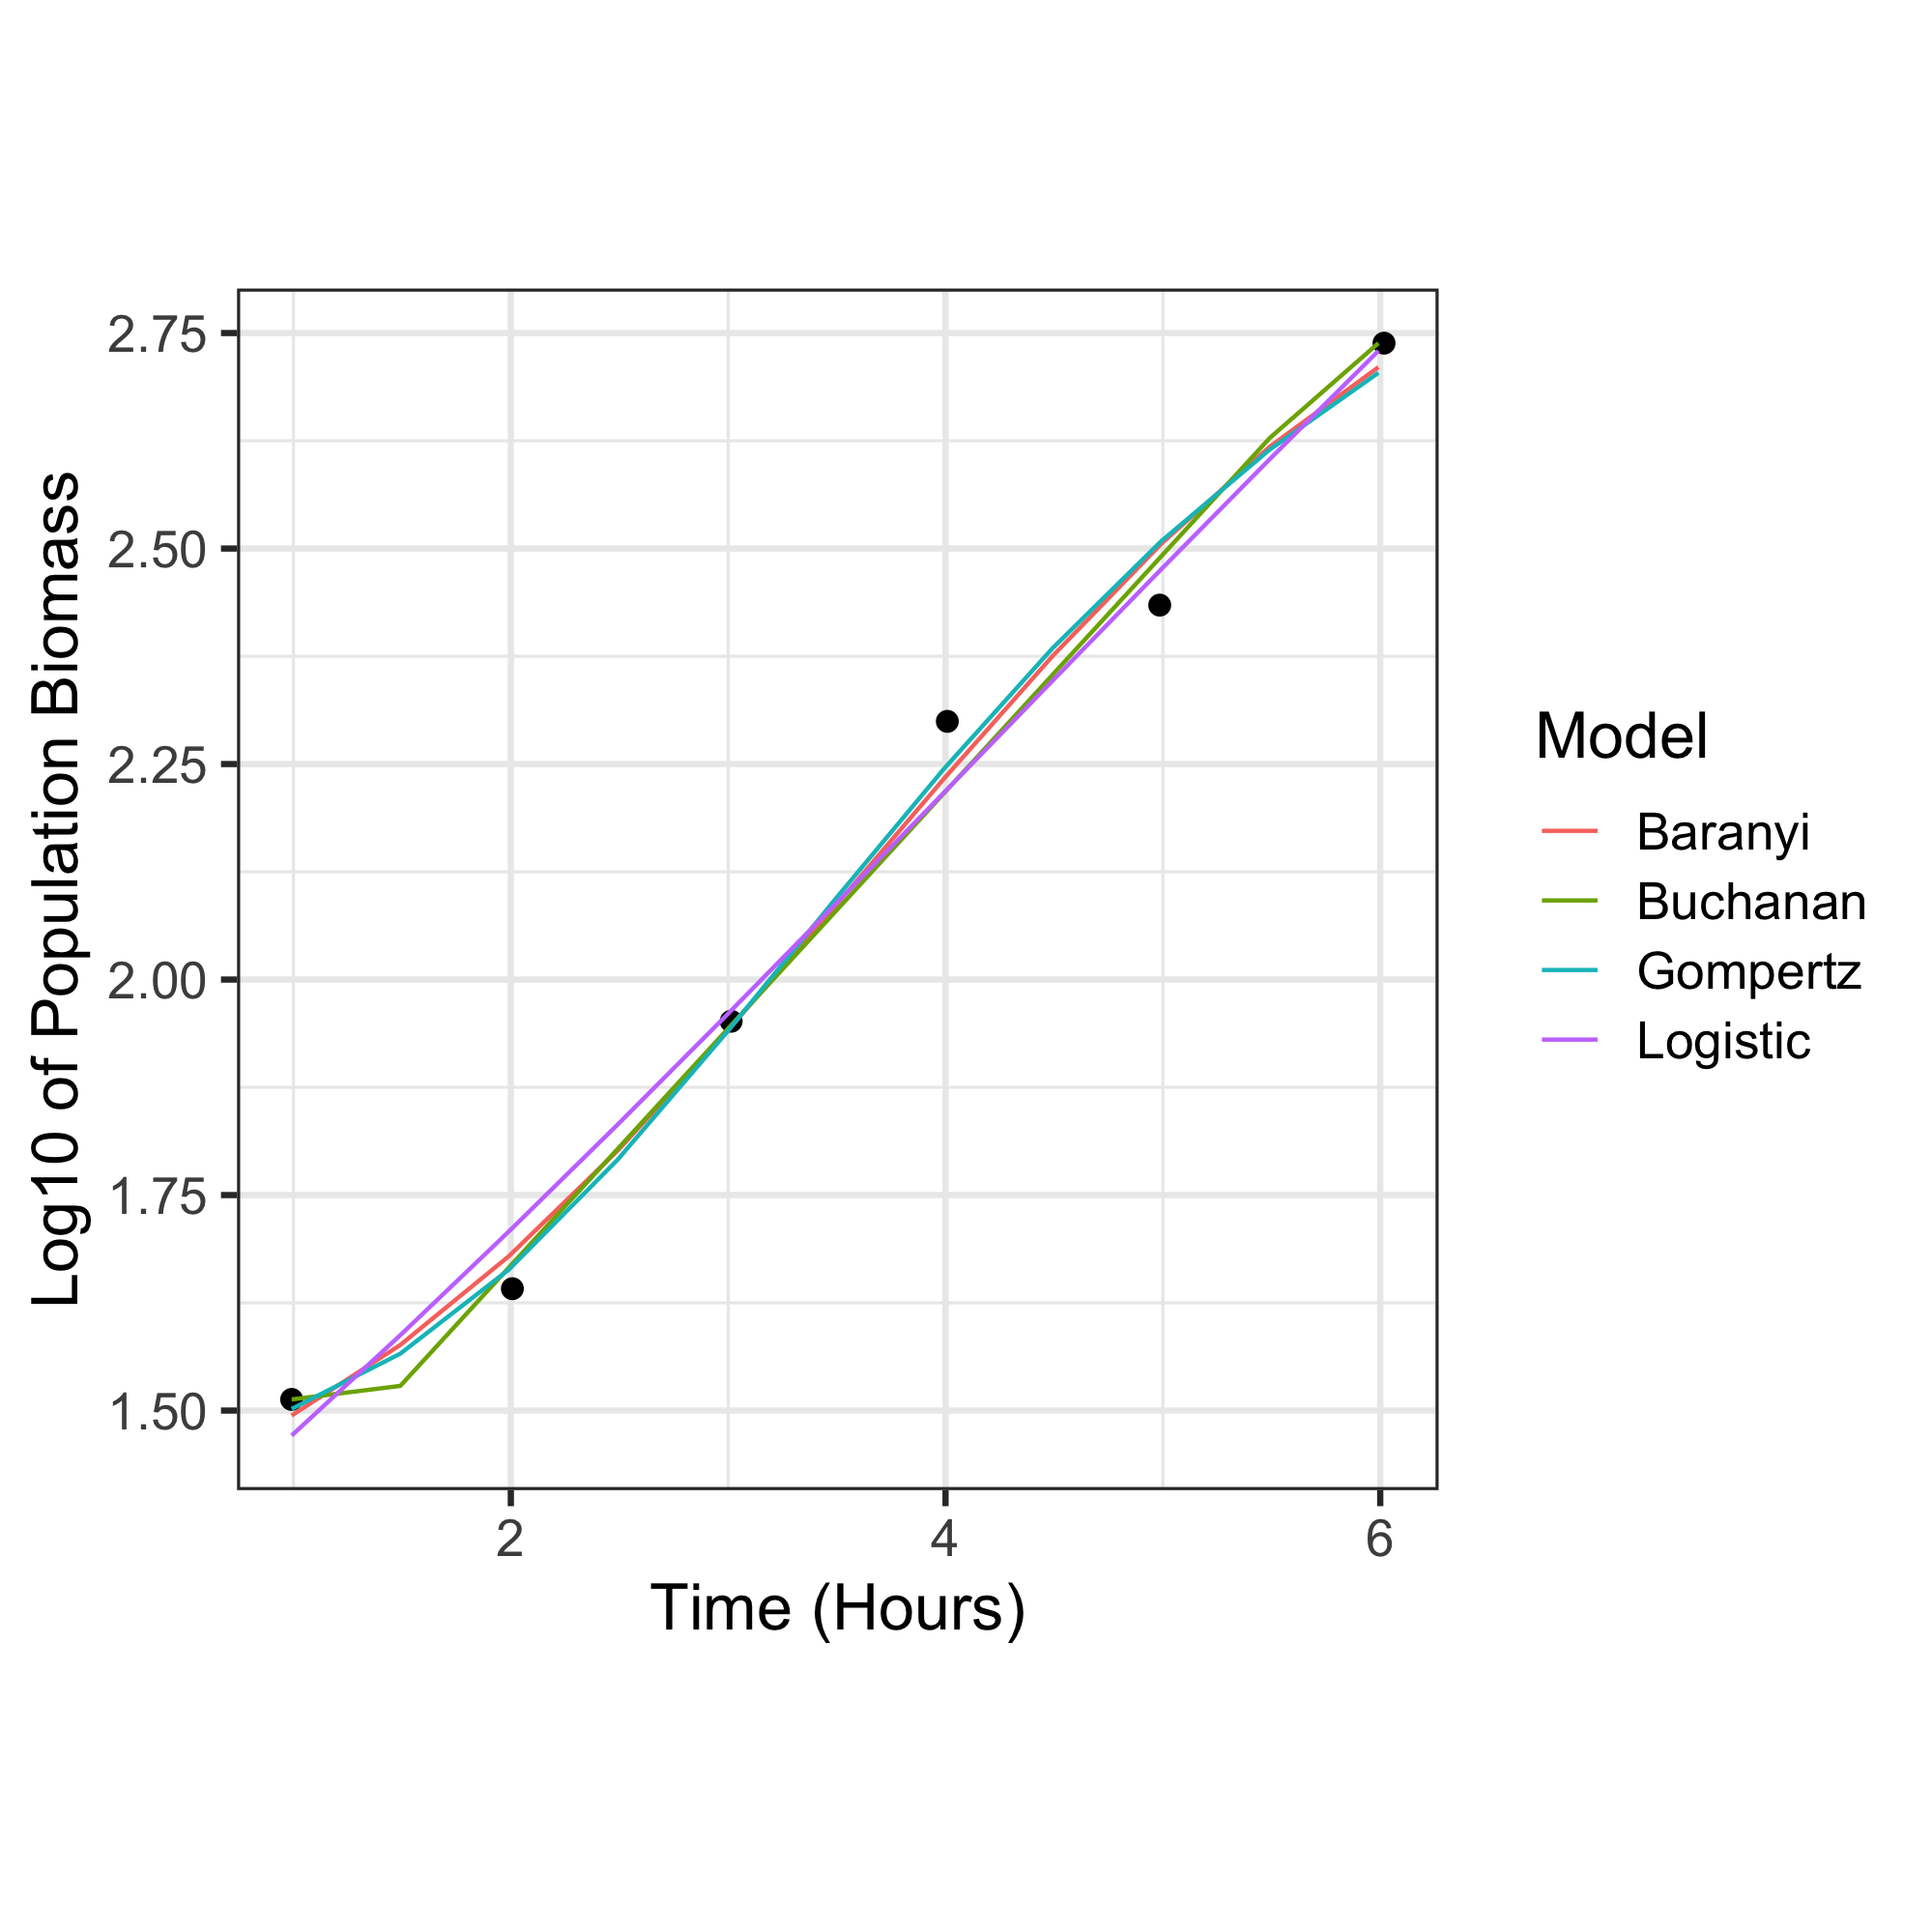 2.75
2.50
2.25
2.00
1.75
1.50
Log10 of Population Biomass
2 4 6
Time (Hours)
Model
Baranyi
Buchanan
Gompertz
Logistic